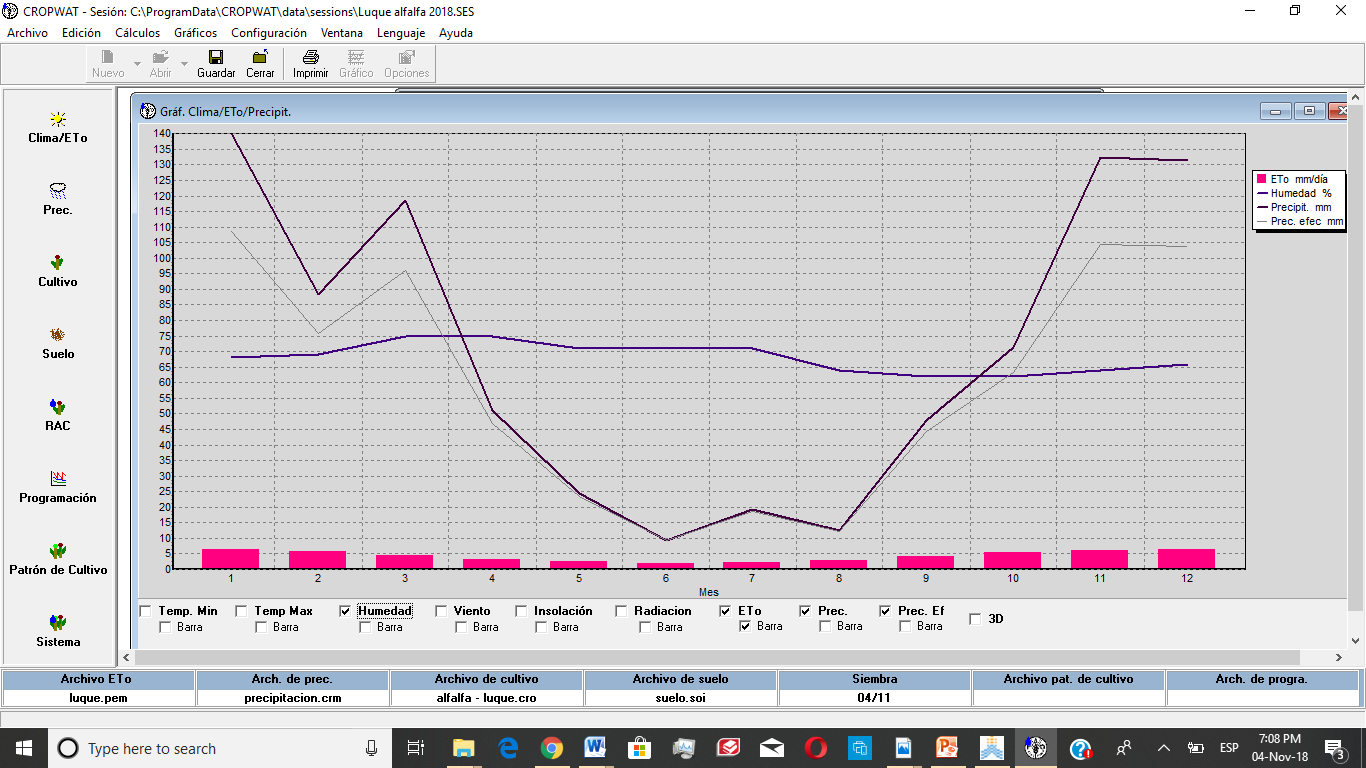 CROPWAT - Sesión: C:\ProgramData\CROPWAT\data\sessions\Luque alfalfa 2018.SES
Archivo Edición Cálculos Gráficos Configuración Ventana Lenguaje Ayuda
Nuevo Abrir Guardar Cerrar Imprimir Gráfico Opciones
Clima/ETo
Prec.
Cultivo
Suelo
RAC
Programación
Patrón de Cultivo
Sistema
Gráf. Clima/ETo/Precipit.
140
135
130
125
120
115
110
105
100
95
90
85
80
75
70
65
60
55
50
45
40
35
30
25
20
15
10
5
0
1 2 3 4 5 6 7 8 9 10 11 12
Mes
ETo mm/día
Humedad %
Precipit. mm
Prec. efec mm
Temp. Min Temp Max Humedad Viento Insolación Radiacion ETo Prec. Prec. Ef 3D
Barra Barra Barra Barra Barra Barra Barra Barra Barra
Archivo ETo Arch. de prec. Archivo de cultivo Archivo de suelo Siembra Archivo pat. de cultivo Arch. de progra.
luque.pem precipitacion.crm alfalfa - luque.cro suelo.soi 04/11
Type here to search
ESP
7:08 PM
04-Nov-18
3